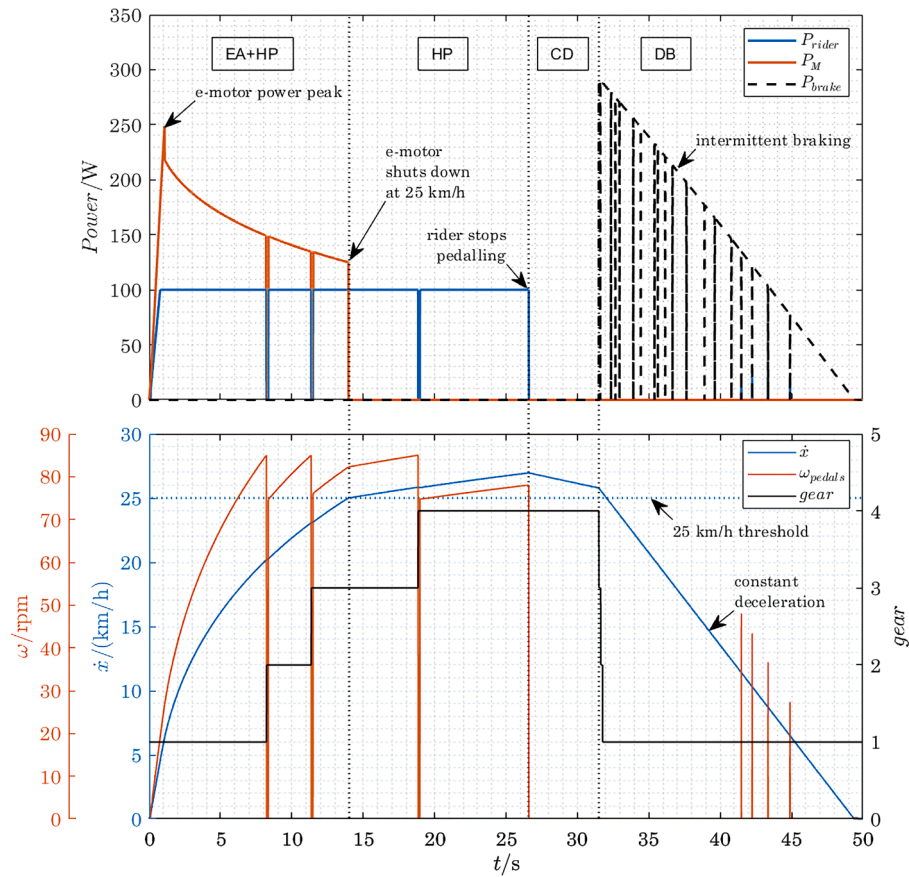 350
300
250
200
150
100
50
0
Power/W
EA+HP
HP
CD
DB
P_rider
P_M
P_brake
e-motor power peak
e-motor
shuts down
at 25 km/h
rider stops
pedalling
intermittent braking
90
80
70
60
50
40
30
20
10
0
ω/rpm
30
25
20
15
10
5
0
ẋ/(km/h)
ẋ
ω_pedals
gear
25 km/h threshold
constant
deceleration
5
4
3
2
1
0
gear
0 5 10 15 20 25 30 35 40 45 50
t/s